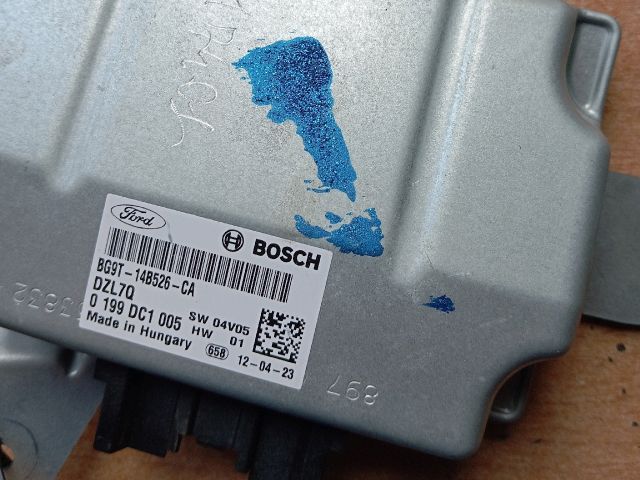 Ford
BOSCH
BG9T-14B526-CA
DZL7Q
0 199 DC1 005 SW 04V05
HW 01
Made in Hungary 658 12-04-23
897